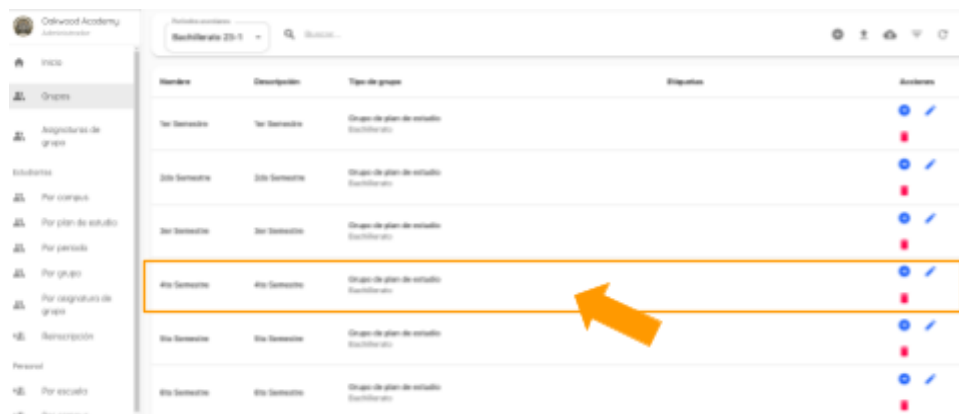 Oakwood Academy
Administrador
Periodos escolares
Bachillerato 23-1
Buscar...
Inicio
Grupos
Asignaturas de
grupo
Estudiantes
Por campus
Por plan de estudio
Por periodo
Por grupo
Por asignatura de
grupo
Reinscripción
Personal
Por escuela
Por campus
Nombre Descripción Tipo de grupo Etiquetas Acciones
1er Semestre 1er Semestre Grupo de plan de estudio
Bachillerato
2do Semestre 2do Semestre Grupo de plan de estudio
Bachillerato
3er Semestre 3er Semestre Grupo de plan de estudio
Bachillerato
4to Semestre 4to Semestre Grupo de plan de estudio
Bachillerato
5to Semestre 5to Semestre Grupo de plan de estudio
Bachillerato
6to Semestre 6to Semestre Grupo de plan de estudio
Bachillerato